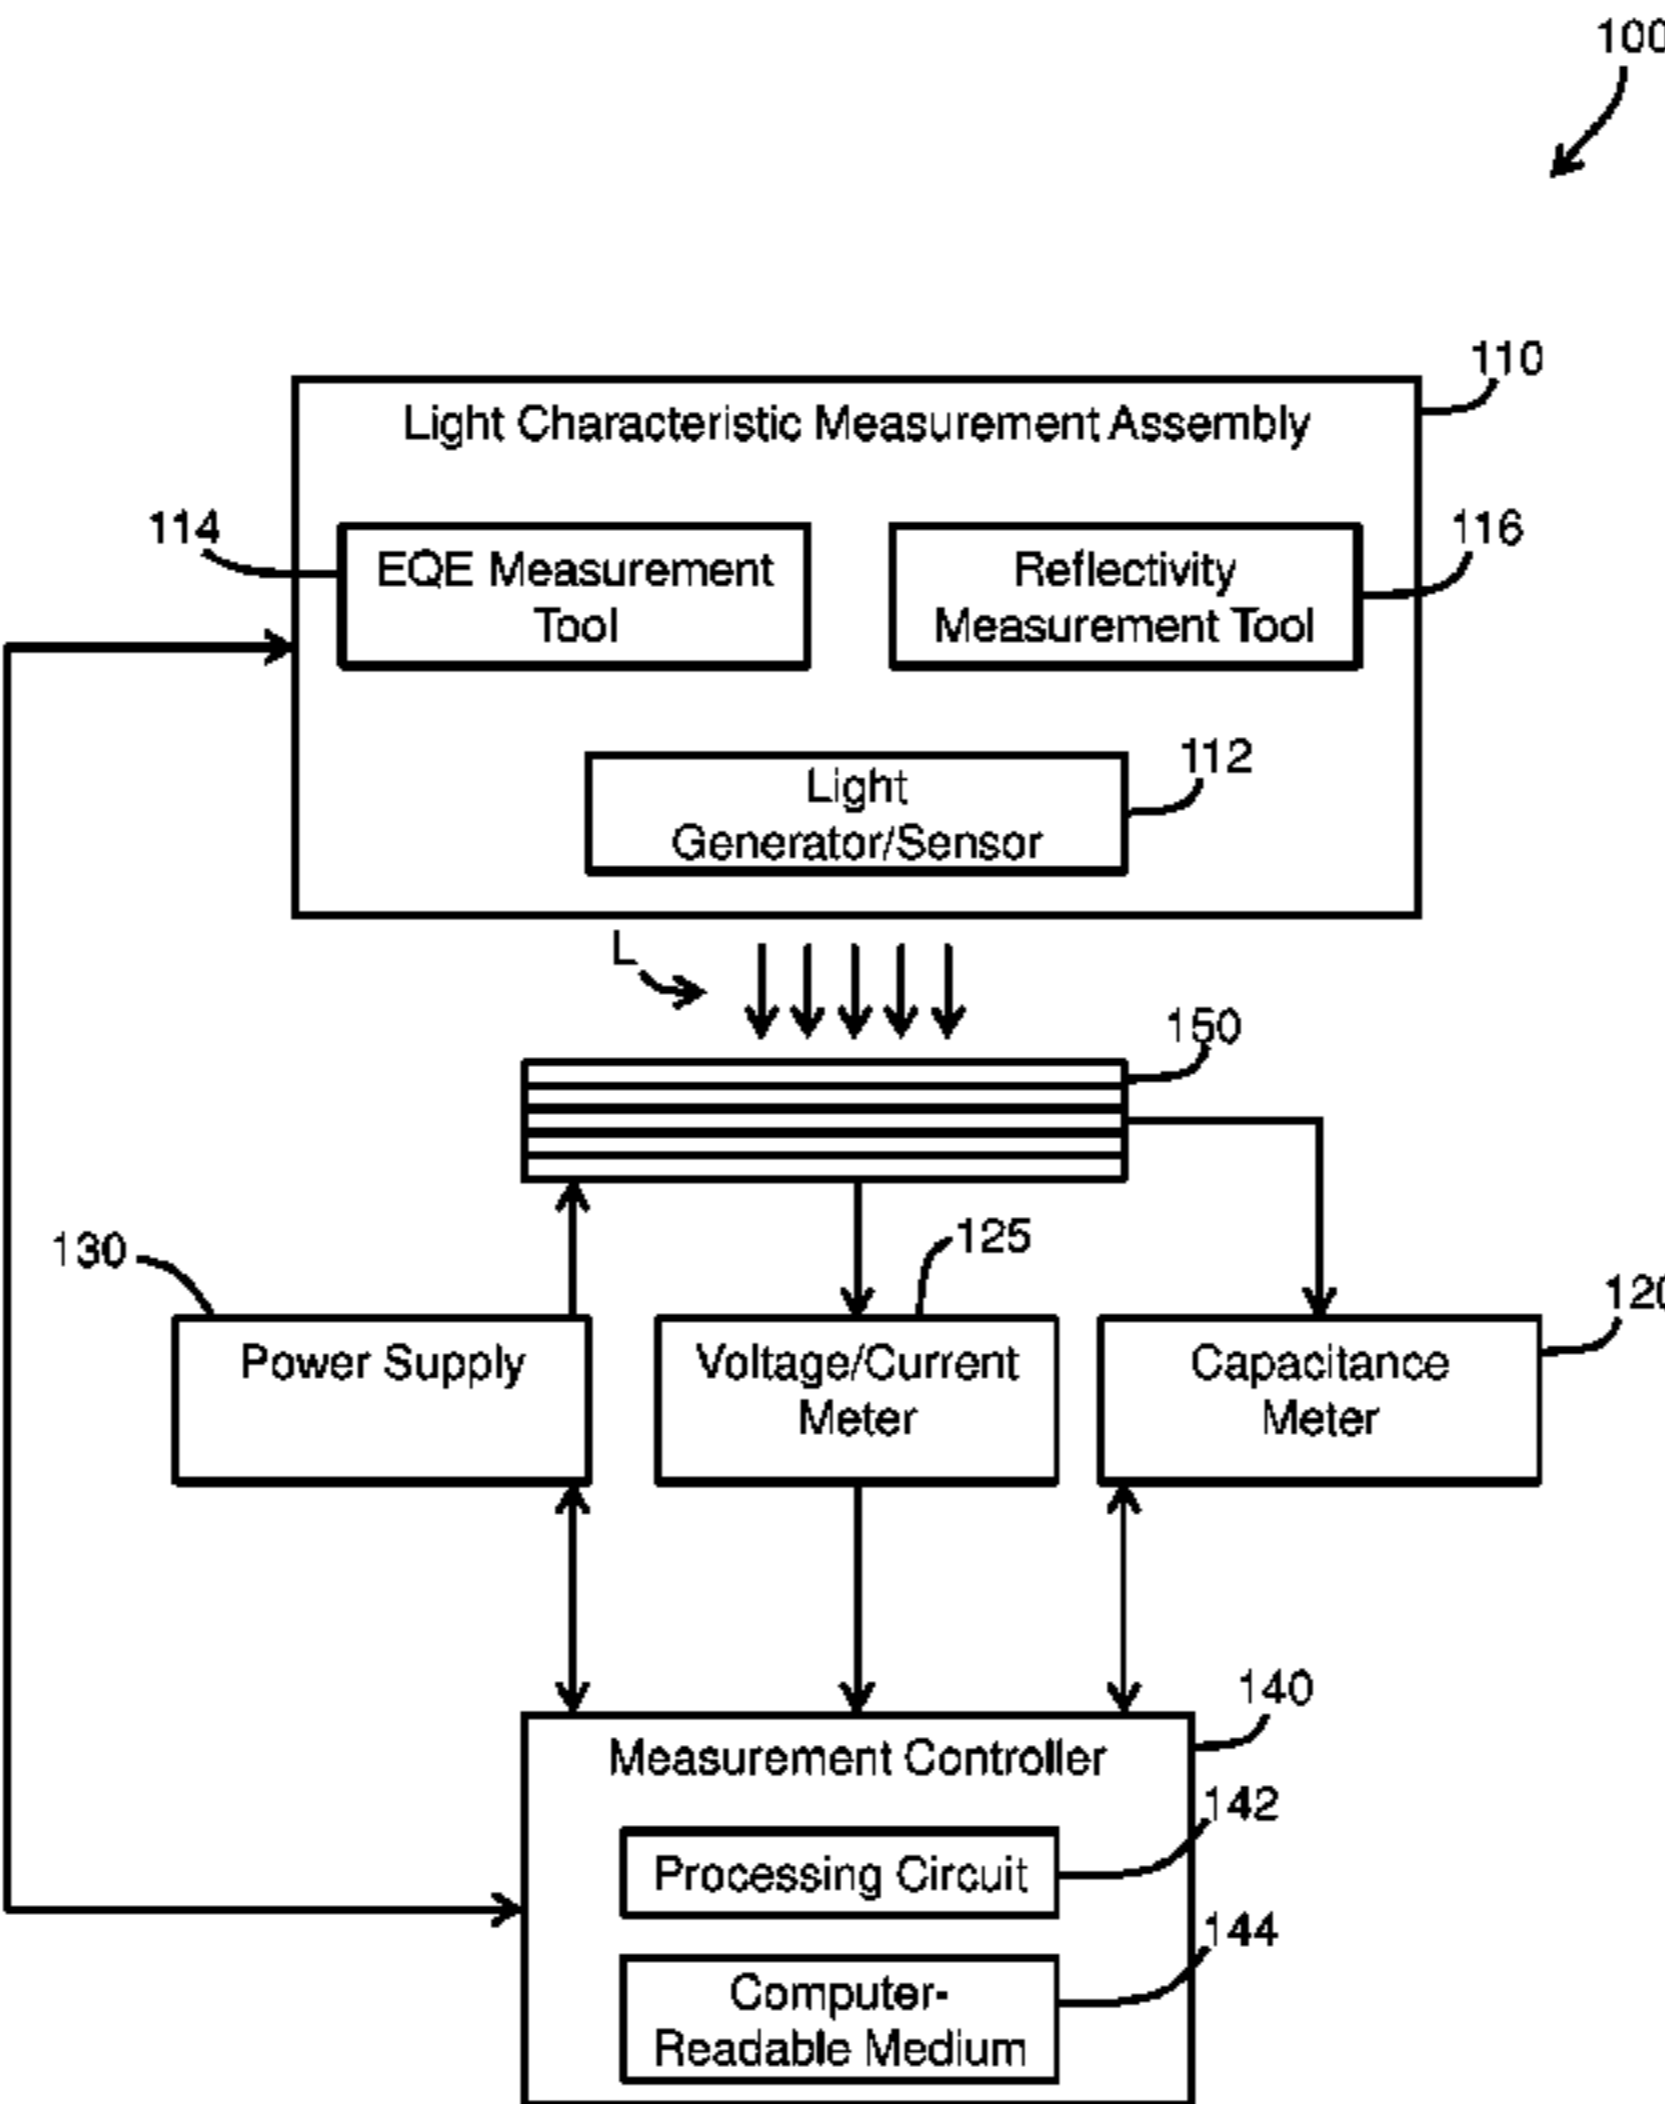 100
110
Light Characteristic Measurement Assembly
114
EQE Measurement
Tool
Reflectivity
Measurement Tool
116
112
Light
Generator/Sensor
L
150
130
125
120
Power Supply
Voltage/Current
Meter
Capacitance
Meter
140
Measurement Controller
142
Processing Circuit
144
Computer-
Readable Medium